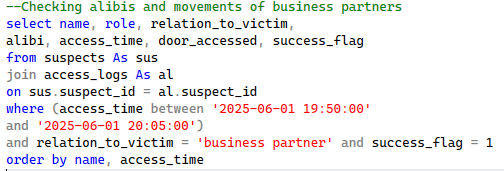 --Checking alibis and movements of business partners
select name, role, relation_to_victim,
alibi, access_time, door_accessed, success_flag
from suspects As sus
join access_logs As al
on sus.suspect_id = al.suspect_id
where (access_time between '2025-06-01 19:50:00'
and '2025-06-01 20:05:00')
and relation_to_victim = 'business partner' and success_flag = 1
order by name, access_time